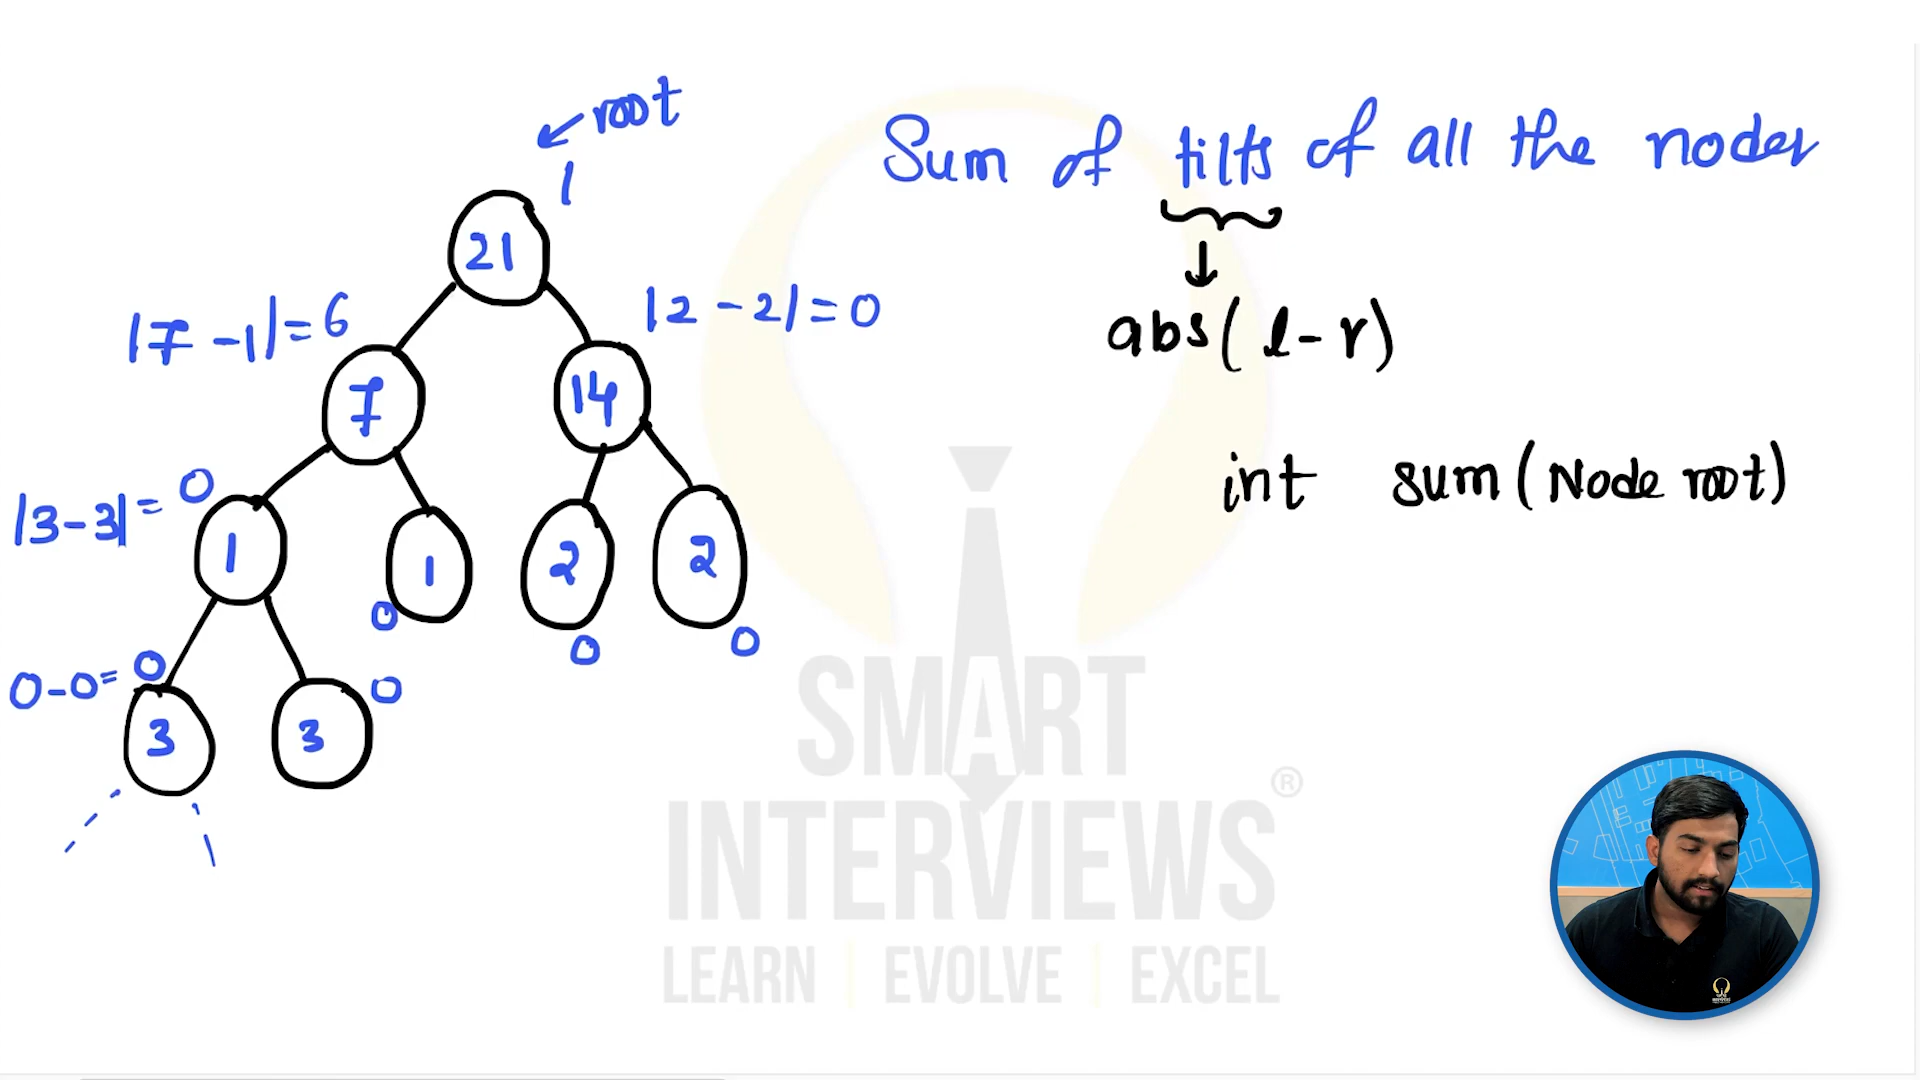 ← root
1
21
Sum of tilts of all the nodes
↓
abs( l - r)
|7 - 1| = 6
|2 - 2| = 0
7
14
int sum(Node root)
|3 - 3| = 0
1
1
2
2
0
0
0
0-0= 0
3
3
0
SMART
INTERVIEWS®
LEARN | EVOLVE | EXCEL